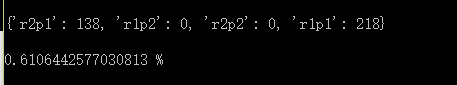 {'r2p1': 138, 'r1p2': 0, 'r2p2': 0, 'r1p1': 218}
0.6106442577030813 %